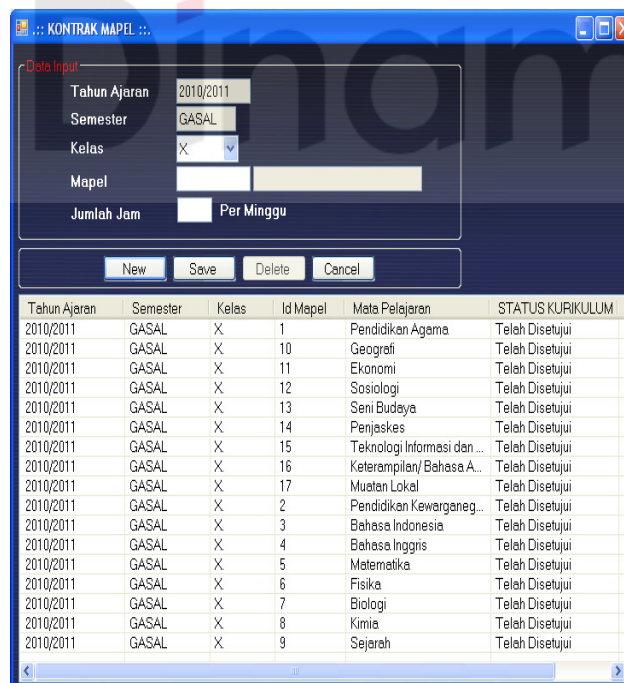 Dinam
.:: KONTRAK MAPEL ::.
Data Input
Tahun Ajaran 2010/2011
Semester GASAL
Kelas X.
Mapel
Jumlah Jam Per Minggu
New Save Delete Cancel
Tahun Ajaran Semester Kelas Id Mapel Mata Pelajaran STATUS KURIKULUM
2010/2011 GASAL X. 1 Pendidikan Agama Telah Disetujui
2010/2011 GASAL X. 10 Geografi Telah Disetujui
2010/2011 GASAL X. 11 Ekonomi Telah Disetujui
2010/2011 GASAL X. 12 Sosiologi Telah Disetujui
2010/2011 GASAL X. 13 Seni Budaya Telah Disetujui
2010/2011 GASAL X. 14 Penjaskes Telah Disetujui
2010/2011 GASAL X. 15 Teknologi Informasi dan ... Telah Disetujui
2010/2011 GASAL X. 16 Keterampilan/ Bahasa A... Telah Disetujui
2010/2011 GASAL X. 17 Muatan Lokal Telah Disetujui
2010/2011 GASAL X. 2 Pendidikan Kewarganeg... Telah Disetujui
2010/2011 GASAL X. 3 Bahasa Indonesia Telah Disetujui
2010/2011 GASAL X. 4 Bahasa Inggris Telah Disetujui
2010/2011 GASAL X. 5 Matematika Telah Disetujui
2010/2011 GASAL X. 6 Fisika Telah Disetujui
2010/2011 GASAL X. 7 Biologi Telah Disetujui
2010/2011 GASAL X. 8 Kimia Telah Disetujui
2010/2011 GASAL X. 9 Sejarah Telah Disetujui